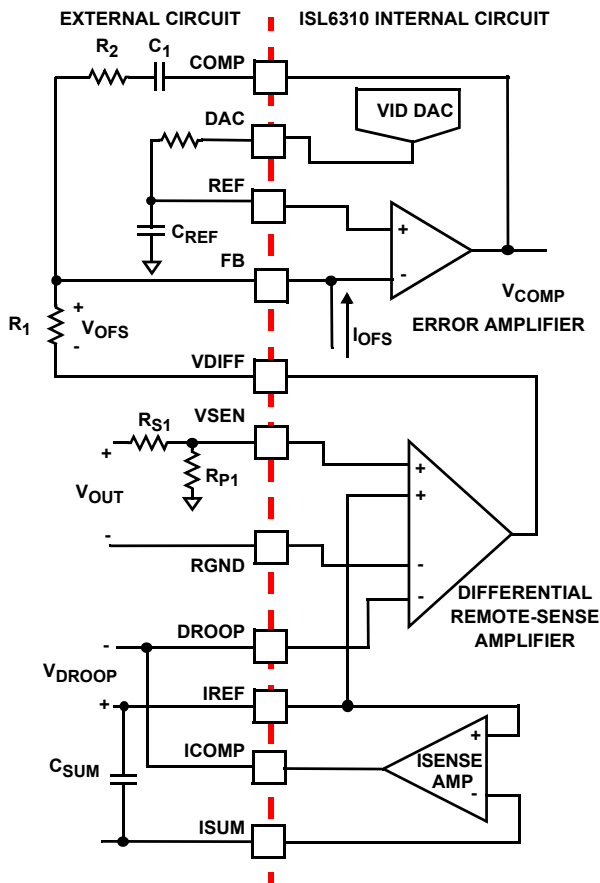 EXTERNAL CIRCUIT
ISL6310 INTERNAL CIRCUIT
R2
C1
COMP
VID DAC
DAC
REF
+
CREF
FB
-
VCOMP
IOFS
ERROR AMPLIFIER
R1
+
VOFS
-
VDIFF
RS1
VSEN
+
RP1
+
+
VOUT
-
RGND
-
-
DIFFERENTIAL
REMOTE-SENSE
AMPLIFIER
DROOP
-
VDROOP
+
IREF
+
ICOMP
ISENSE
AMP
-
CSUM
ISUM